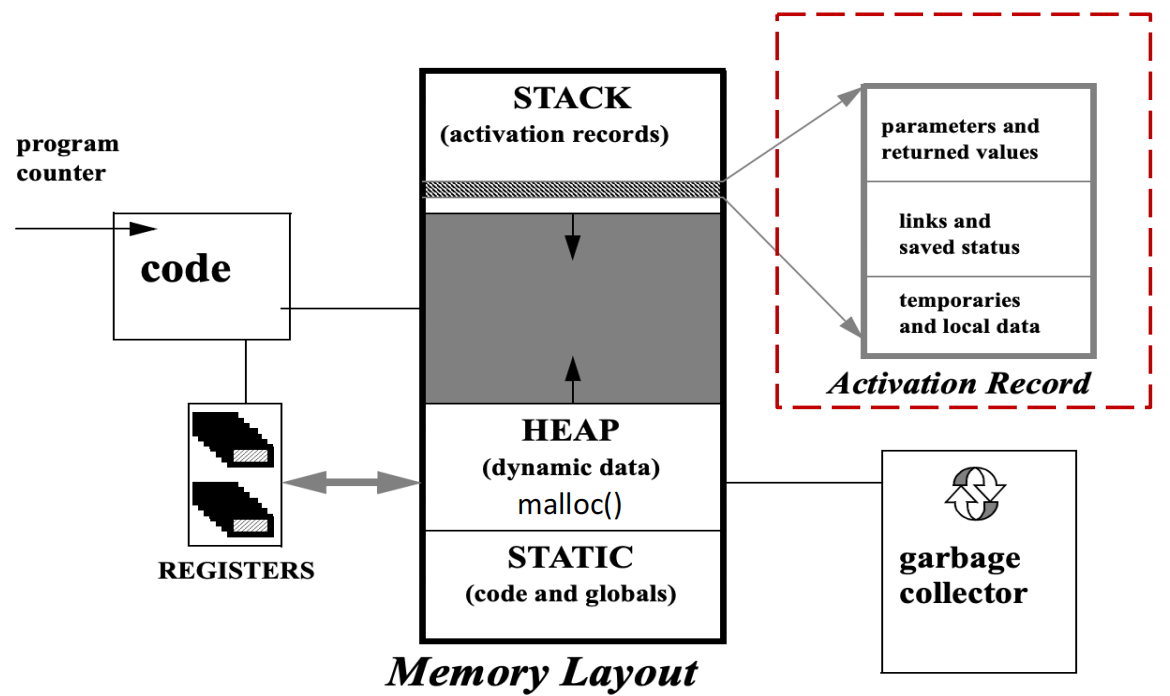 program
counter
code
REGISTERS
STACK
(activation records)
HEAP
(dynamic data)
malloc()
STATIC
(code and globals)
Memory Layout
parameters and
returned values
links and
saved status
temporaries
and local data
Activation Record
garbage
collector